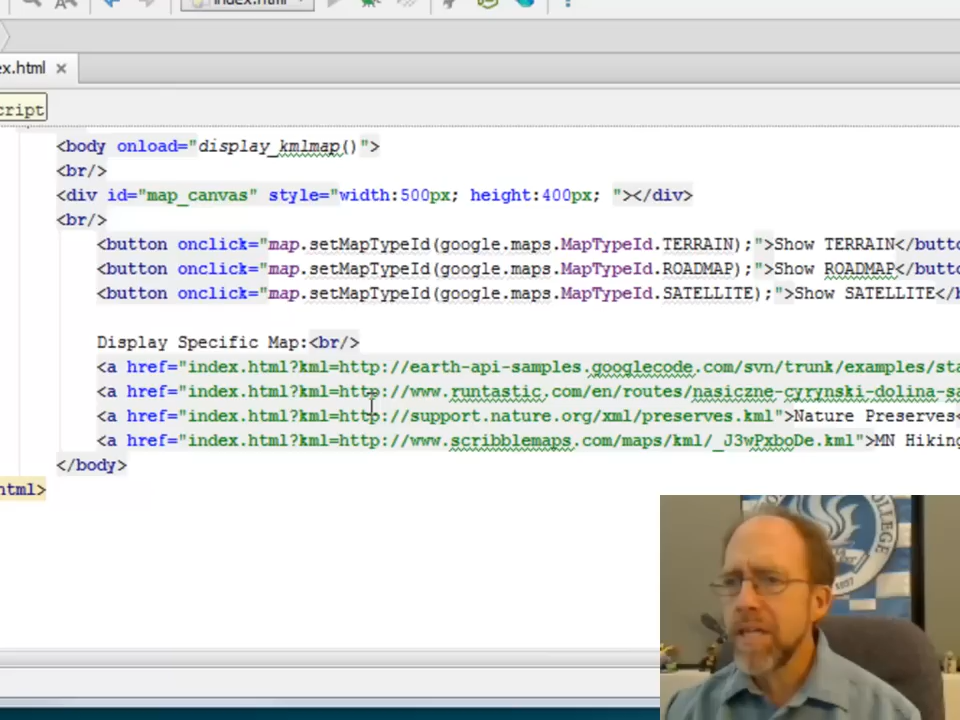 index.html
ex.html
cript
<body onload="display_kmlmap()">
<br/>
<div id="map_canvas" style="width:500px; height:400px; "></div>
<br/>
<button onclick="map.setMapTypeId(google.maps.MapTypeId.TERRAIN);">Show TERRAIN</butto
<button onclick="map.setMapTypeId(google.maps.MapTypeId.ROADMAP);">Show ROADMAP</butto
<button onclick="map.setMapTypeId(google.maps.MapTypeId.SATELLITE);">Show SATELLITE</b
Display Specific Map:<br/>
<a href="index.html?kml=http://earth-api-samples.googlecode.com/svn/trunk/examples/sta
<a href="index.html?kml=http://www.runtastic.com/en/routes/nasiczne-cyrynski-dolina-sa
<a href="index.html?kml=http://support.nature.org/xml/preserves.kml">Nature Preserves<
<a href="index.html?kml=http://www.scribblemaps.com/maps/kml/_J3wPxboDe.kml">MN Hiking
</body>
html>
COLLEGE
1897